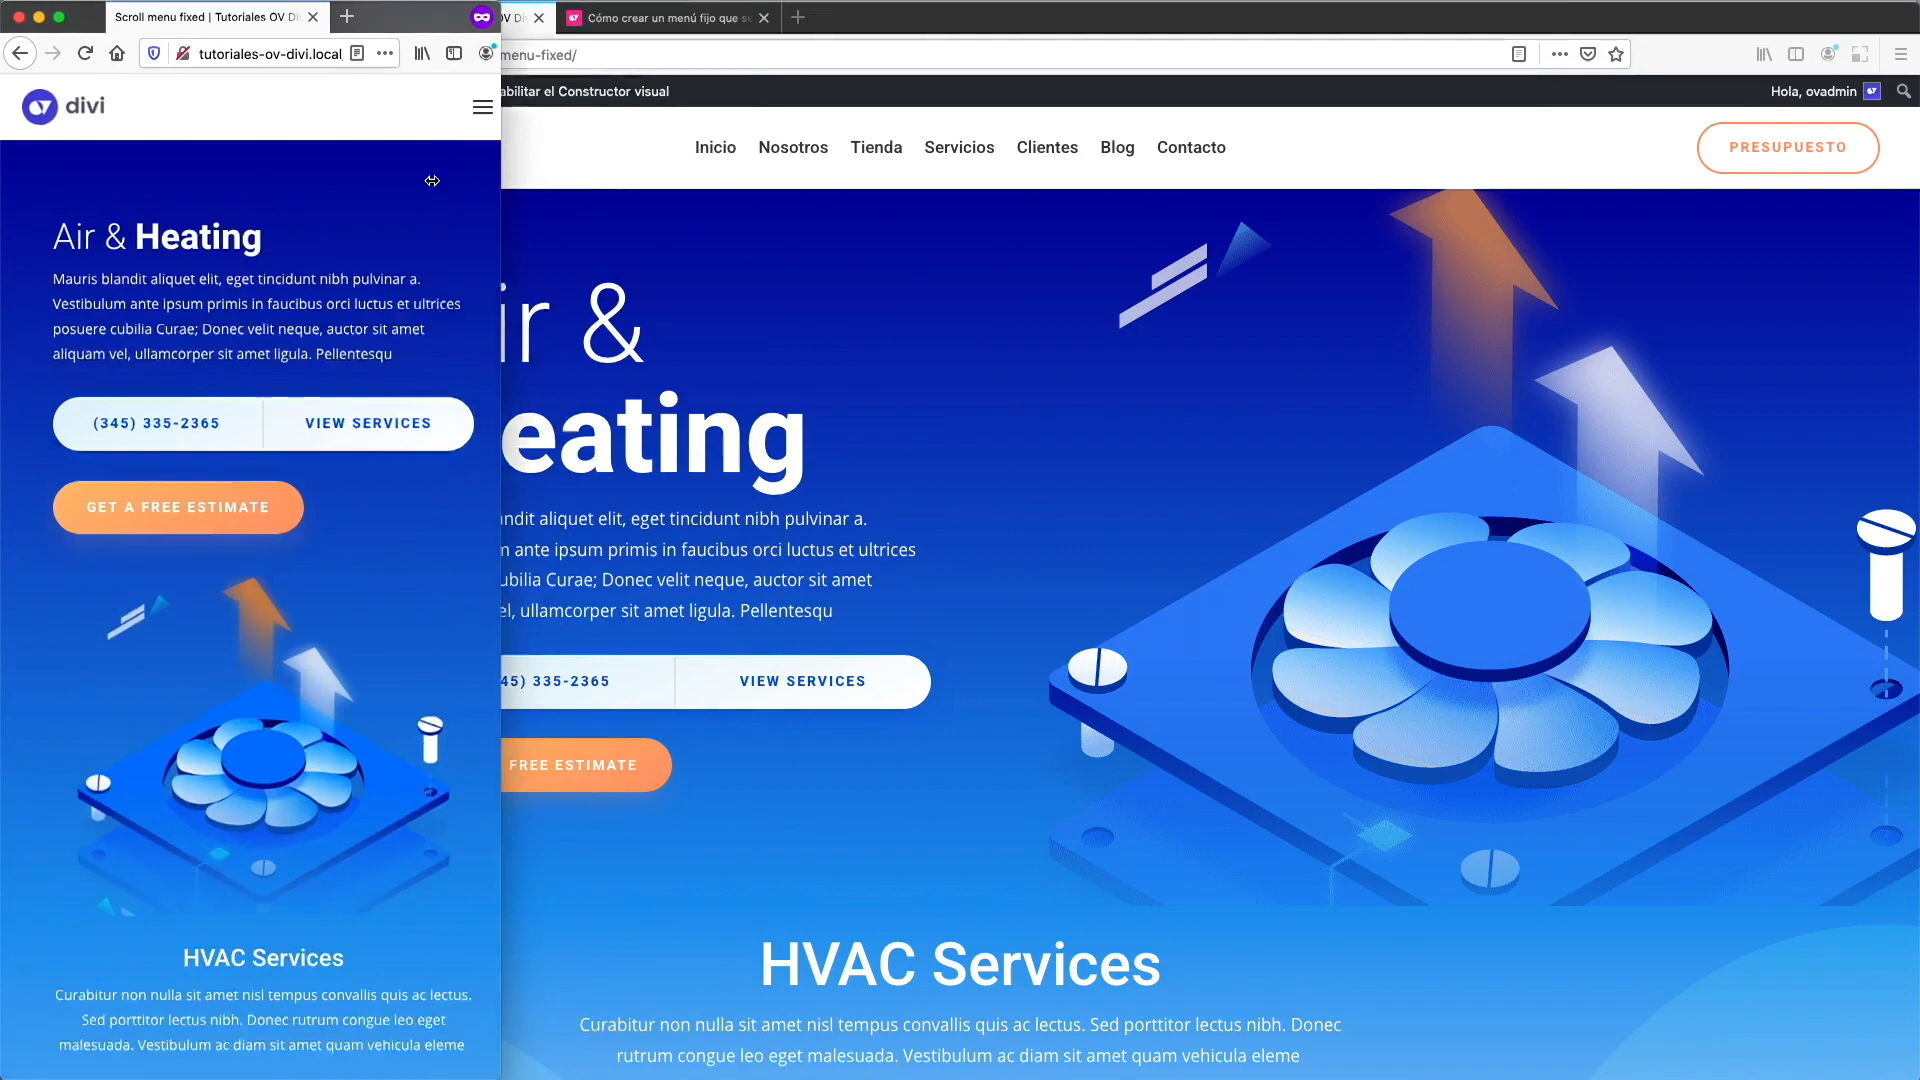 Scroll menu fixed | Tutoriales OV Di
tutoriales-ov-divi.local
divi
Air & Heating
Mauris blandit aliquet elit, eget tincidunt nibh pulvinar a.
Vestibulum ante ipsum primis in faucibus orci luctus et ultrices
posuere cubilia Curae; Donec velit neque, auctor sit amet
aliquam vel, ullamcorper sit amet ligula. Pellentesqu
(345) 335-2365
VIEW SERVICES
GET A FREE ESTIMATE
HVAC Services
Curabitur non nulla sit amet nisl tempus convallis quis ac lectus.
Sed porttitor lectus nibh. Donec rutrum congue leo eget
malesuada. Vestibulum ac diam sit amet quam vehicula eleme
OV Di
Cómo crear un menú fijo que se
menu-fixed/
abilitar el Constructor visual
Hola, ovadmin
Inicio
Nosotros
Tienda
Servicios
Clientes
Blog
Contacto
PRESUPUESTO
ir &
eating
ndit aliquet elit, eget tincidunt nibh pulvinar a.
n ante ipsum primis in faucibus orci luctus et ultrices
ubilia Curae; Donec velit neque, auctor sit amet
el, ullamcorper sit amet ligula. Pellentesqu
45) 335-2365
VIEW SERVICES
FREE ESTIMATE
HVAC Services
Curabitur non nulla sit amet nisl tempus convallis quis ac lectus. Sed porttitor lectus nibh. Donec
rutrum congue leo eget malesuada. Vestibulum ac diam sit amet quam vehicula eleme